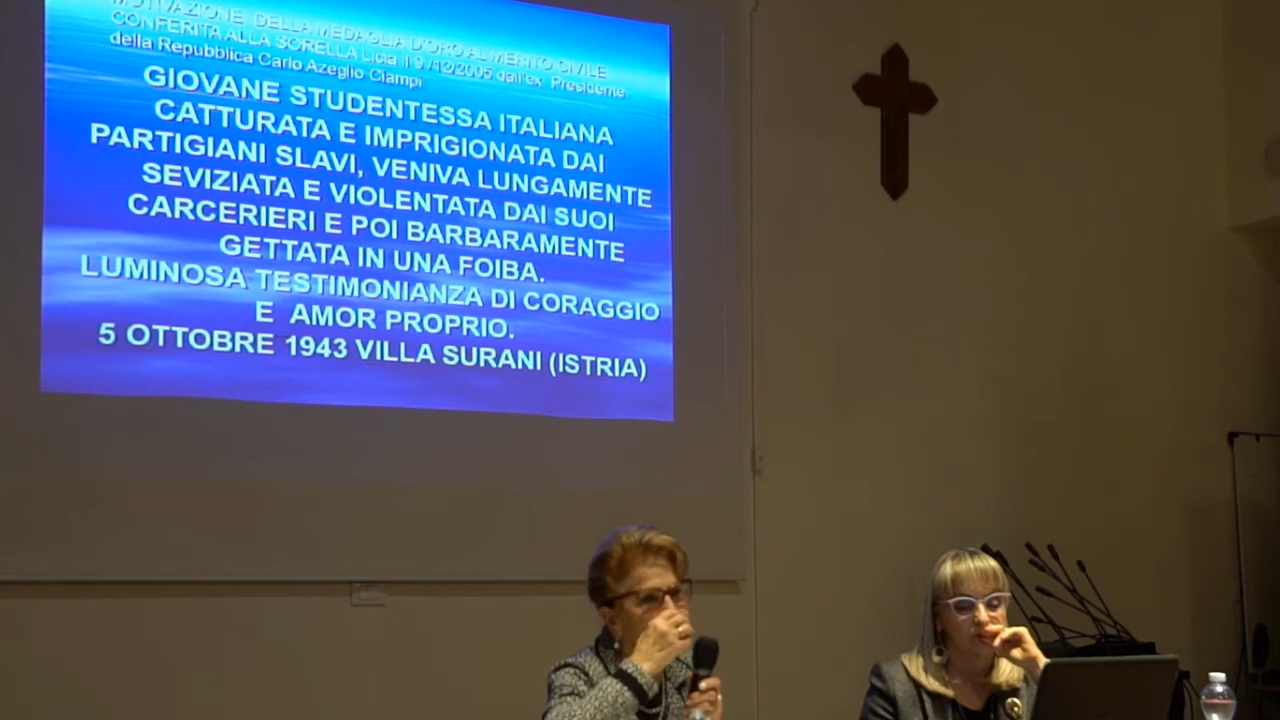 MOTIVAZIONE DELLA MEDAGLIA D'ORO AL MERITO CIVILE
CONFERITA ALLA SORELLA Licia il 9 /12/2005 dall'ex Presidente
della Repubblica Carlo Azeglio Ciampi
GIOVANE STUDENTESSA ITALIANA
CATTURATA E IMPRIGIONATA DAI
PARTIGIANI SLAVI, VENIVA LUNGAMENTE
SEVIZIATA E VIOLENTATA DAI SUOI
CARCERIERI E POI BARBARAMENTE
GETTATA IN UNA FOIBA.
LUMINOSA TESTIMONIANZA DI CORAGGIO
E AMOR PROPRIO.
5 OTTOBRE 1943 VILLA SURANI (ISTRIA)